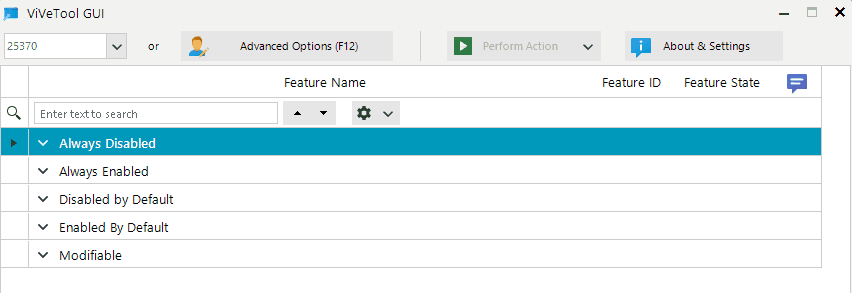 ViVeTool GUI
25370 or Advanced Options (F12) Perform Action About & Settings
Feature Name Feature ID Feature State
Enter text to search
Always Disabled
Always Enabled
Disabled by Default
Enabled By Default
Modifiable